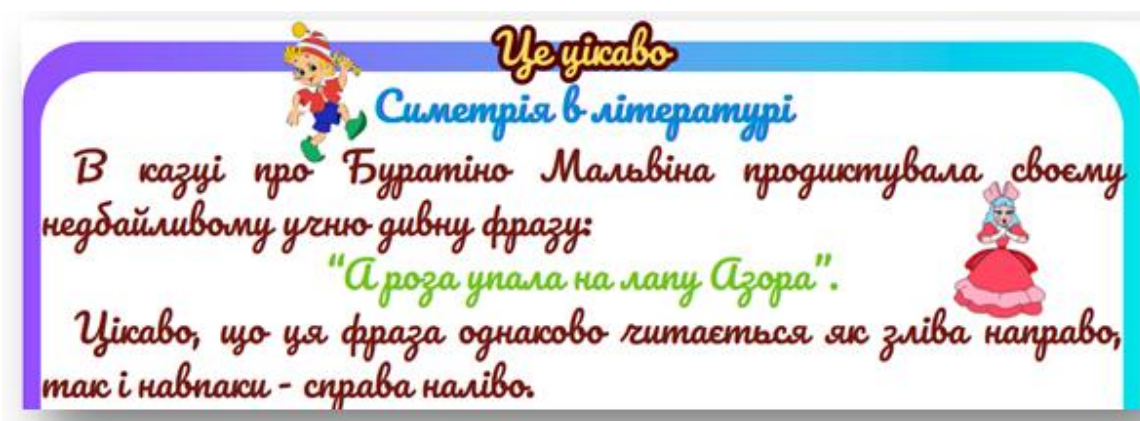 Це цікаво
Симетрія в літературі
В казці про Буратіно Мальвіна продиктувала своєму
недбайливому учню дивну фразу:
“А роза упала на лапу Азора”.
Цікаво, що ця фраза однаково читається як зліва направо,
так і навпаки - справа наліво.